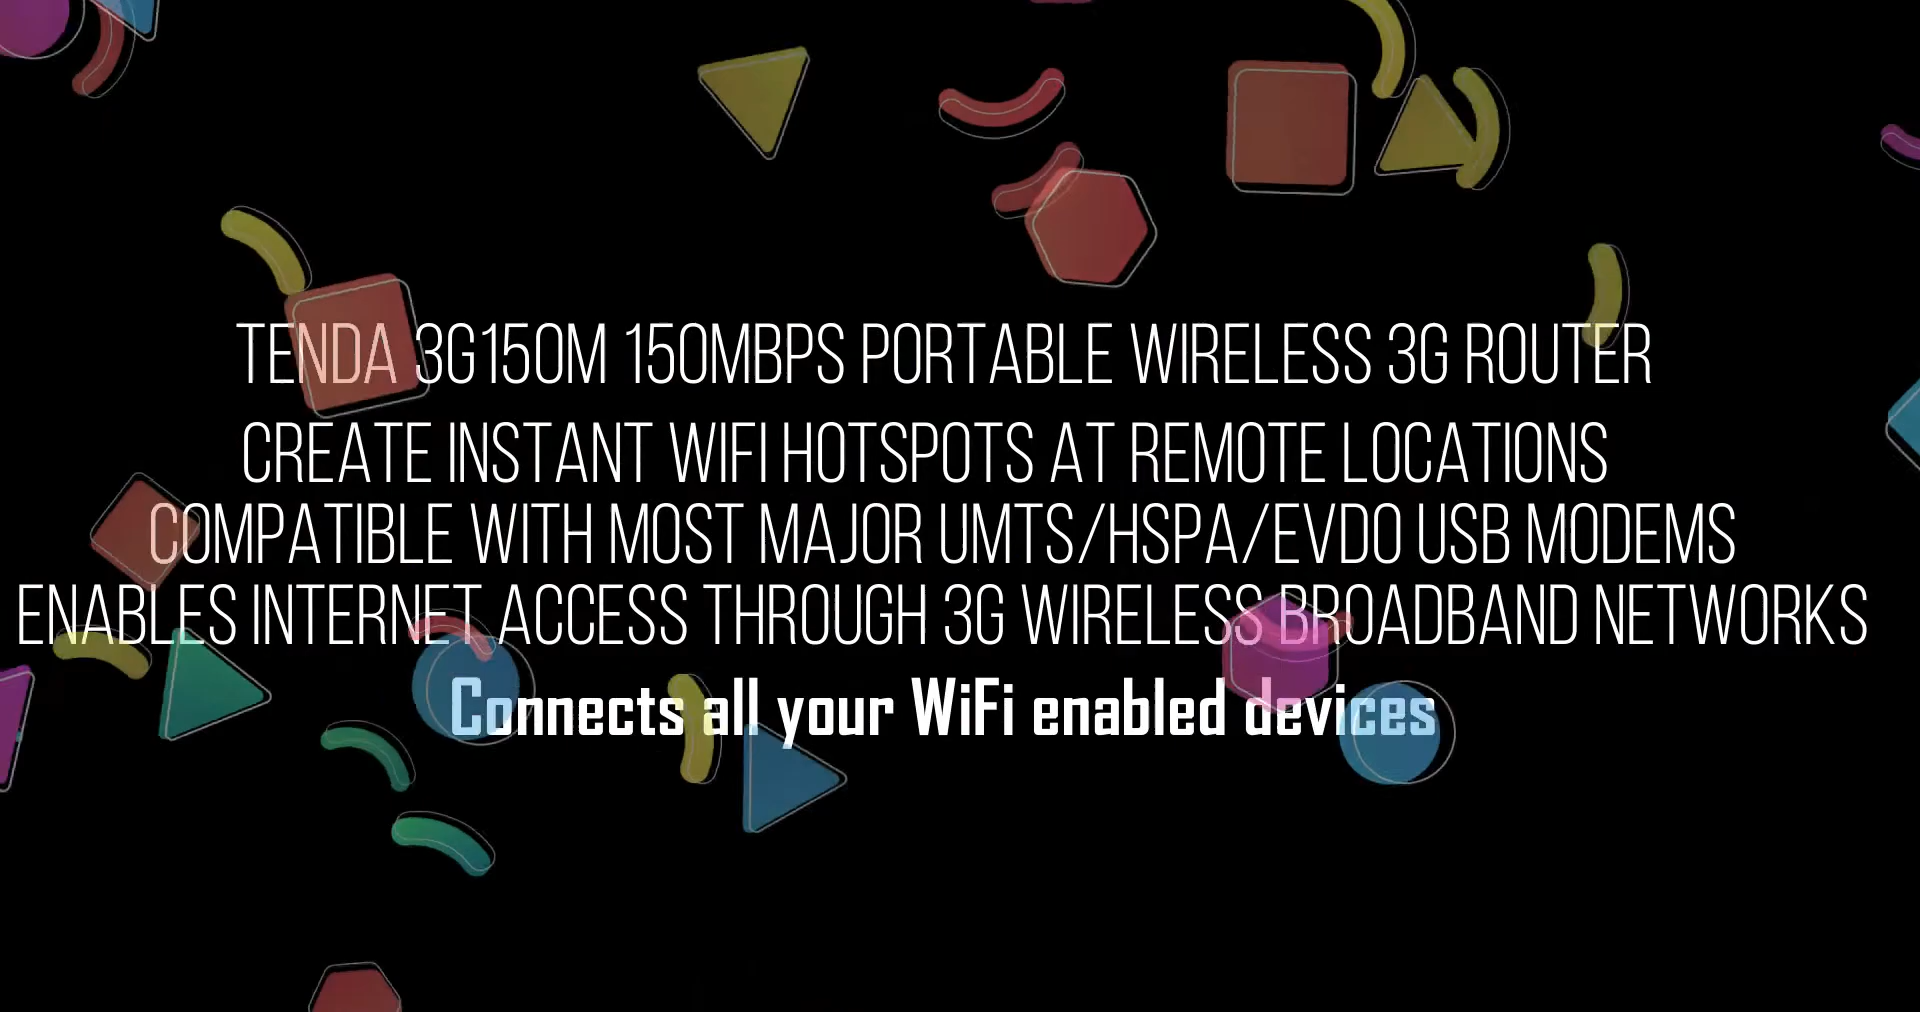 TENDA 3G150M 150MBPS PORTABLE WIRELESS 3G ROUTER
CREATE INSTANT WIFI HOTSPOTS AT REMOTE LOCATIONS
COMPATIBLE WITH MOST MAJOR UMTS/HSPA/EVDO USB MODEMS
ENABLES INTERNET ACCESS THROUGH 3G WIRELESS BROADBAND NETWORKS
Connects all your WiFi enabled devices